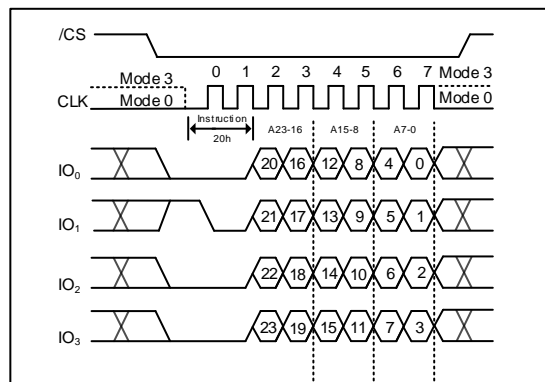 /CS
Mode 3 0 1 2 3 4 5 6 7 Mode 3
CLK Mode 0 Mode 0
Instruction A23-16 A15-8 A7-0
20h
IO0 20 16 12 8 4 0
IO1 21 17 13 9 5 1
IO2 22 18 14 10 6 2
IO3 23 19 15 11 7 3